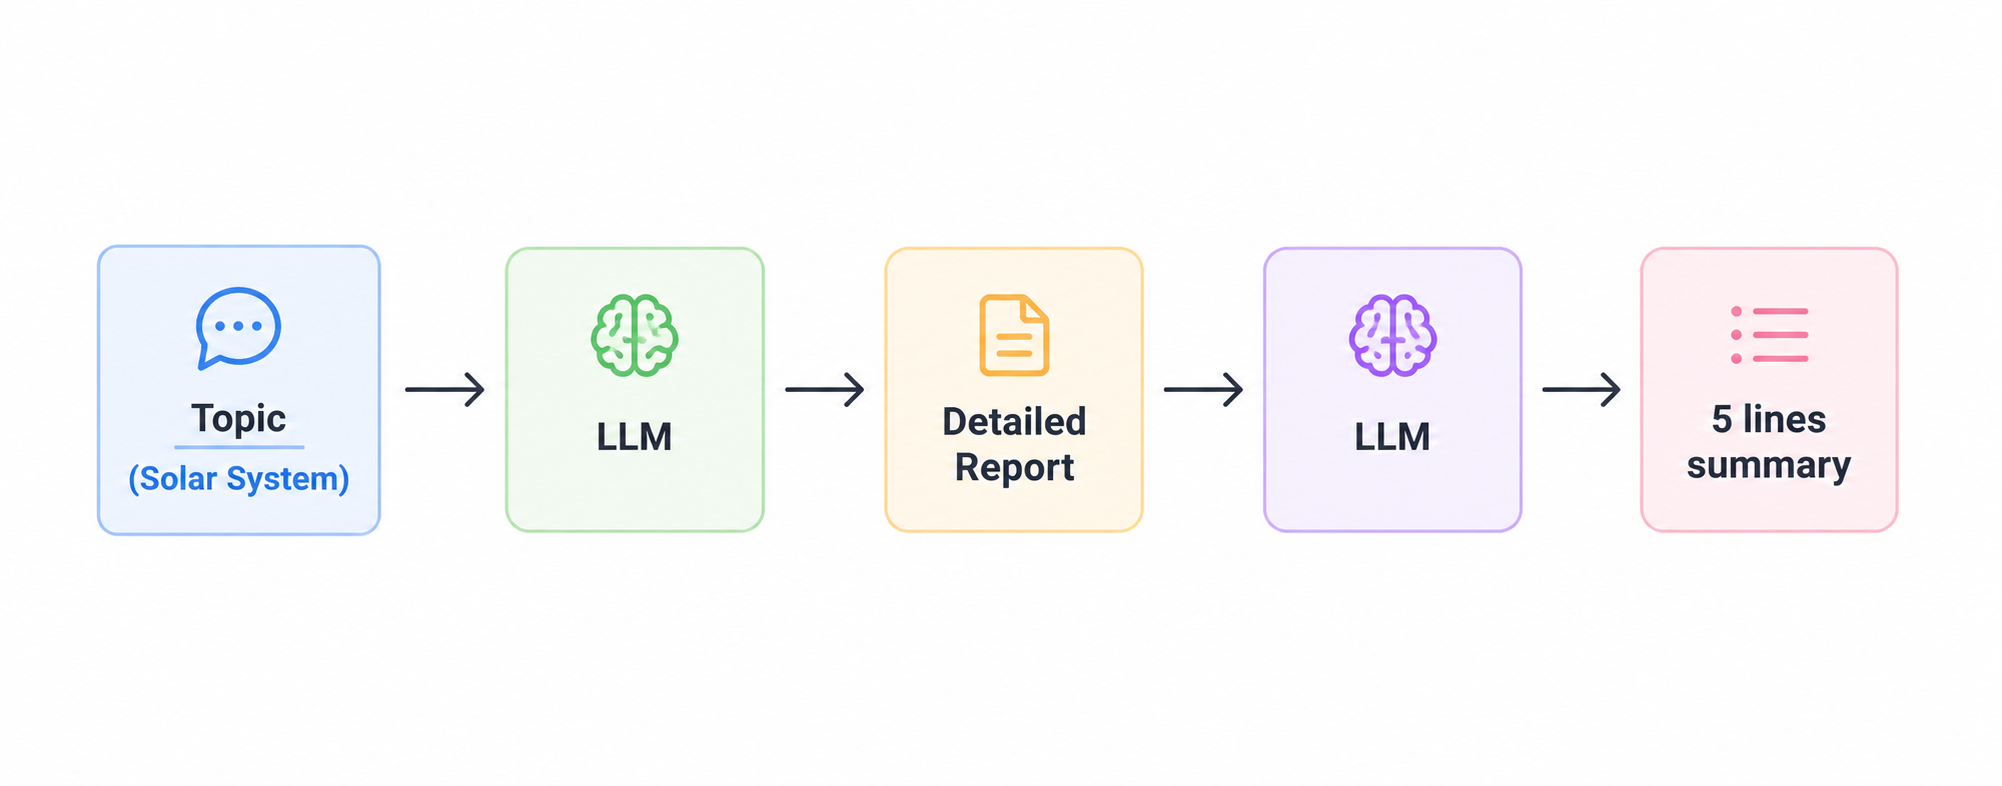 Topic
(Solar System)
LLM
Detailed
Report
LLM
5 lines
summary